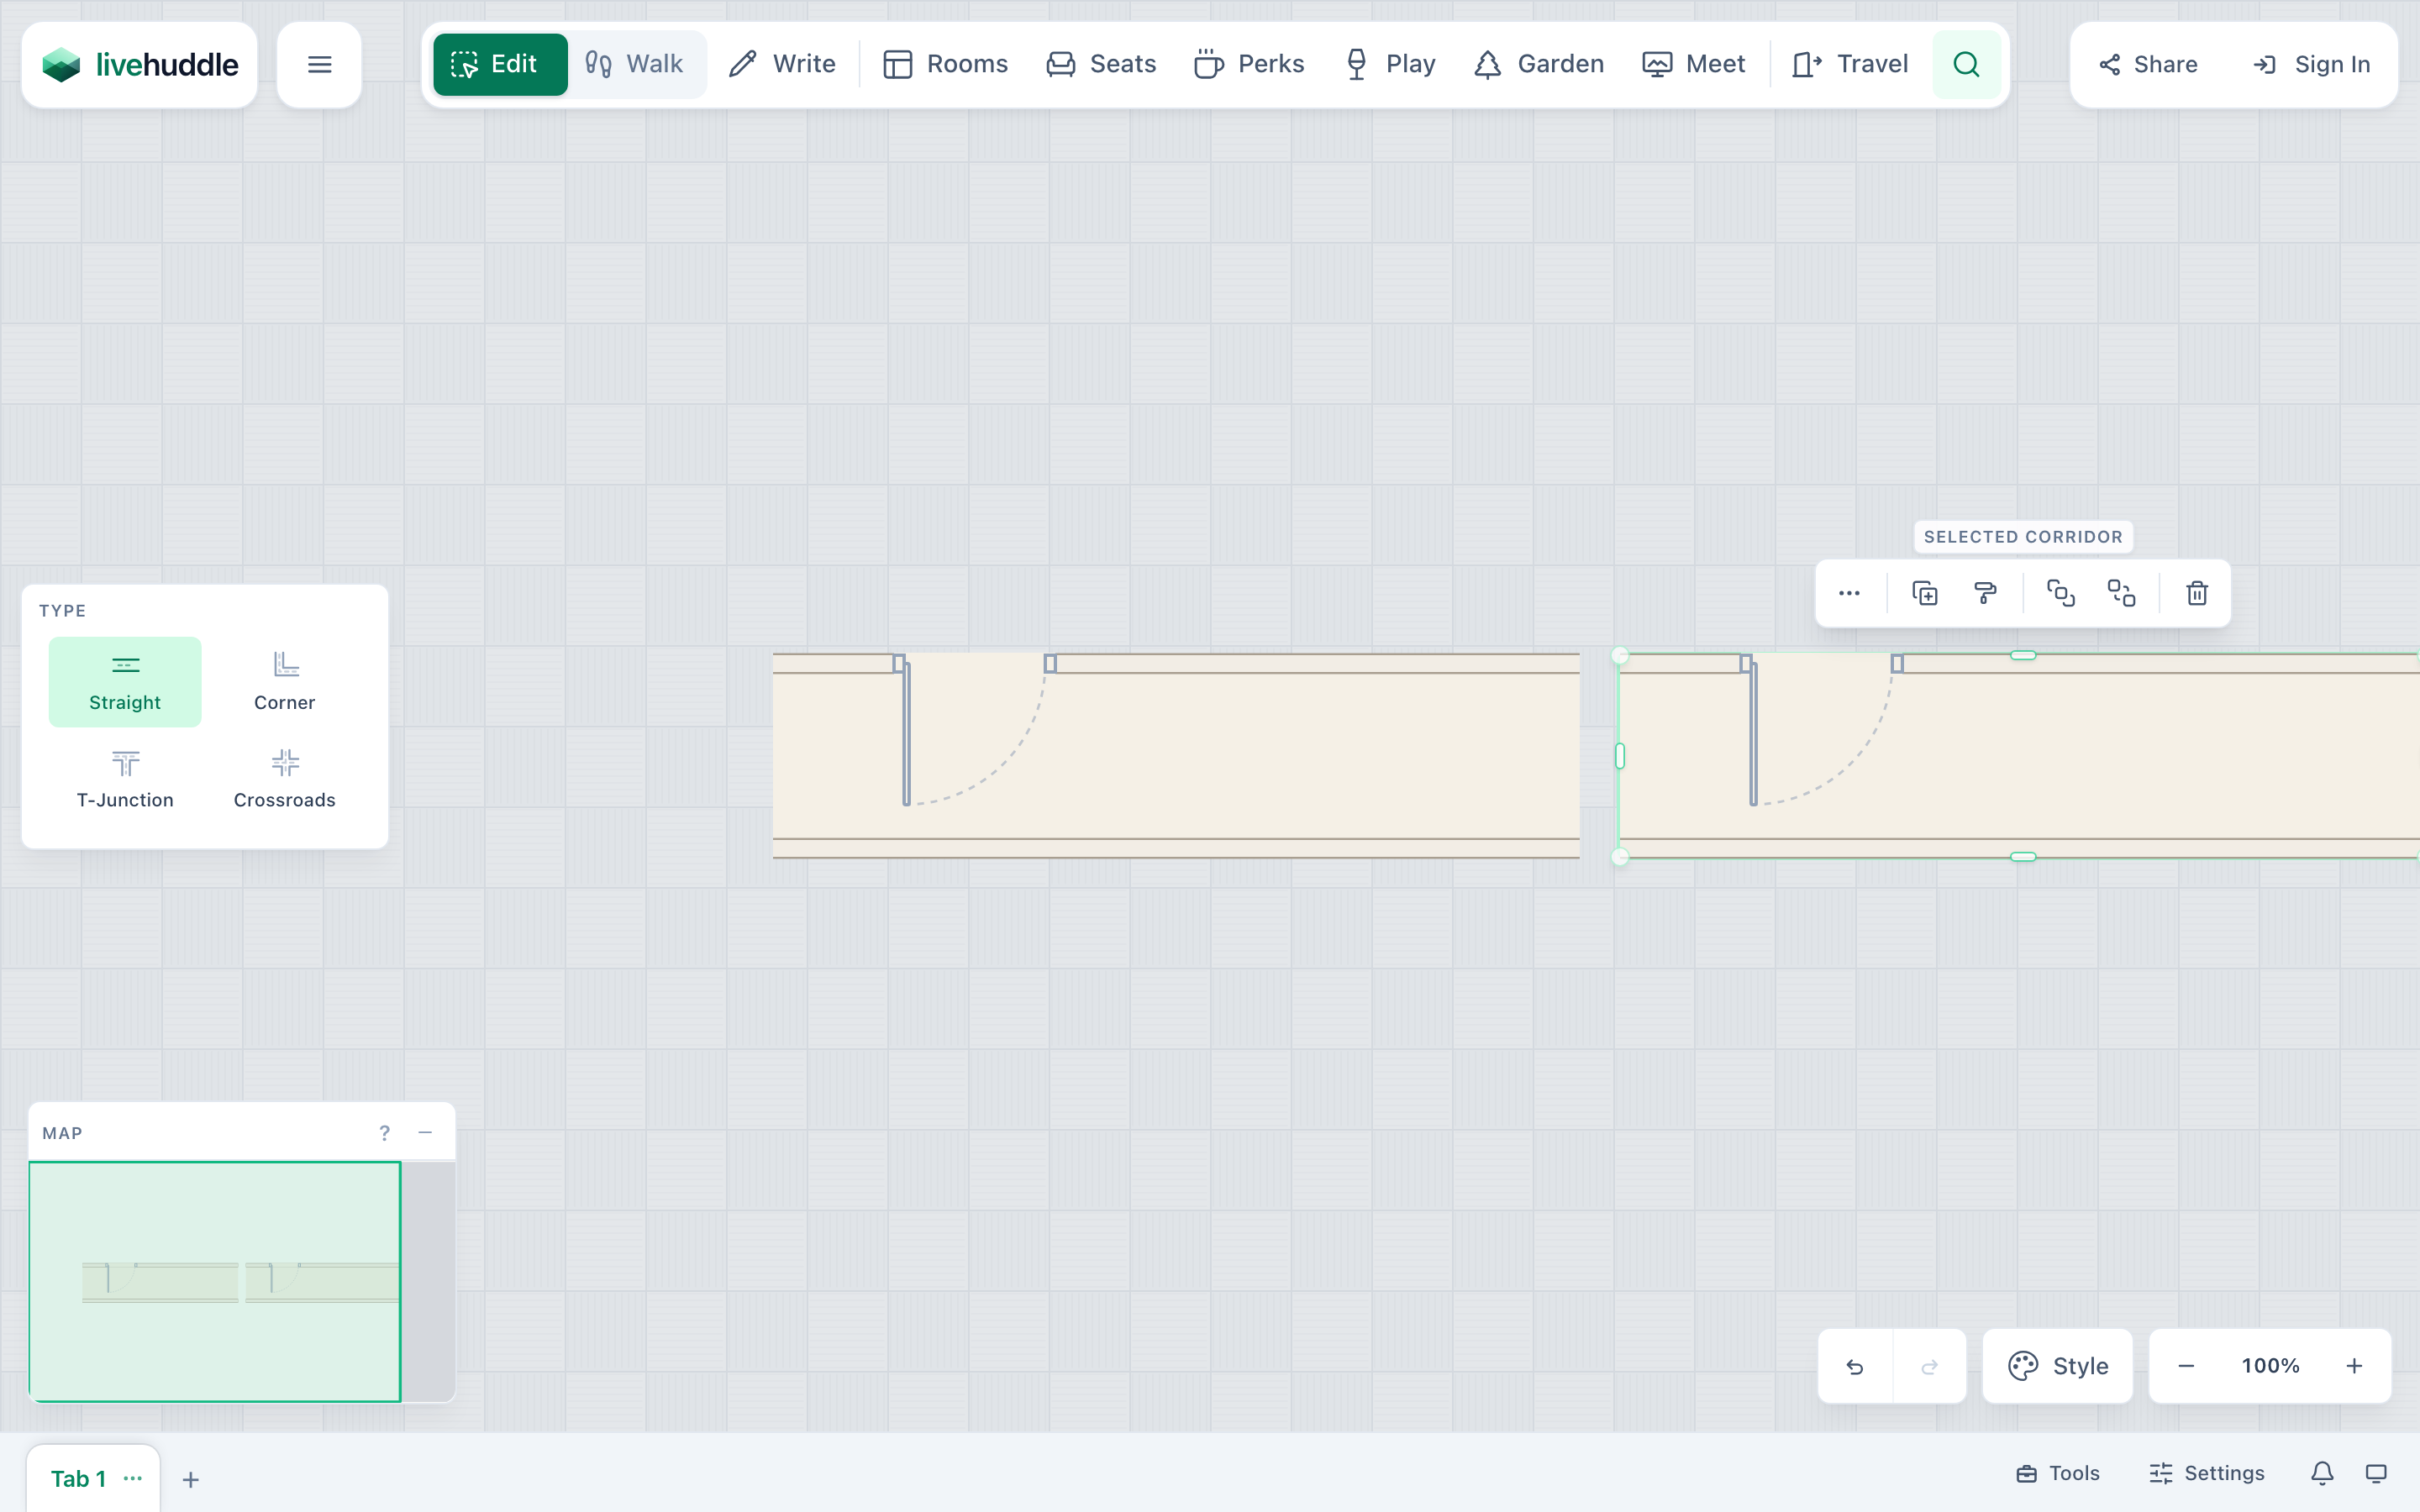 livehuddle
Edit
Walk
Write
Rooms
Seats
Perks
Play
Garden
Meet
Travel
Share
Sign In
SELECTED CORRIDOR
TYPE
Straight
Corner
T-Junction
Crossroads
MAP
?
Style
100%
Tab 1
Tools
Settings